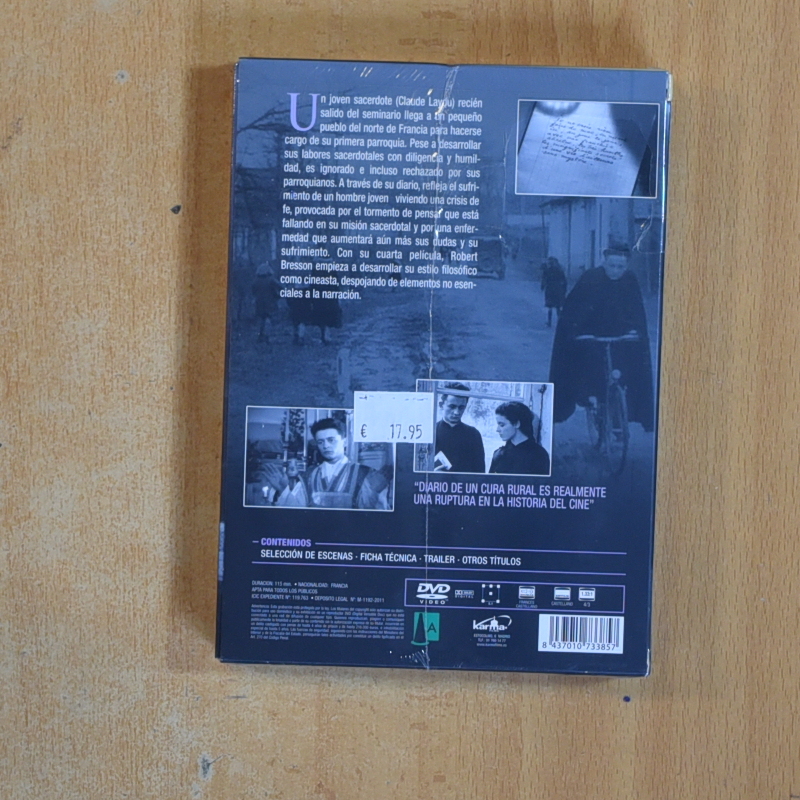 Un joven sacerdote (Claude Laydu) recién
salido del seminario llega a un pequeño
pueblo del norte de Francia para hacerse
cargo de su primera parroquia. Pese a desarrollar
sus labores sacerdotales con diligencia y humil-
dad, es ignorado e incluso rechazado por sus
parroquianos. A través de su diario, refleja el sufri-
miento de un hombre joven viviendo una crisis de
fe, provocada por el tormento de pensar que está
fallando en su misión sacerdotal y por una enfer-
medad que aumentará aún más sus dudas y su
sufrimiento. Con su cuarta película, Robert
Bresson empieza a desarrollar su estilo filosófico
como cineasta, despojando de elementos no esen-
ciales a la narración.
€ 17.95
"DIARIO DE UN CURA RURAL ES REALMENTE
UNA RUPTURA EN LA HISTORIA DEL CINE"
CONTENIDOS
SELECCIÓN DE ESCENAS · FICHA TÉCNICA · TRAILER · OTROS TÍTULOS
DURACION: 115 min. • NACIONALIDAD: FRANCIA
APTA PARA TODOS LOS PÚBLICOS
DVD
VIDEO
DOLBY
DIGITAL
CASTELLANO
4/3
A
karma
8 437010 733857